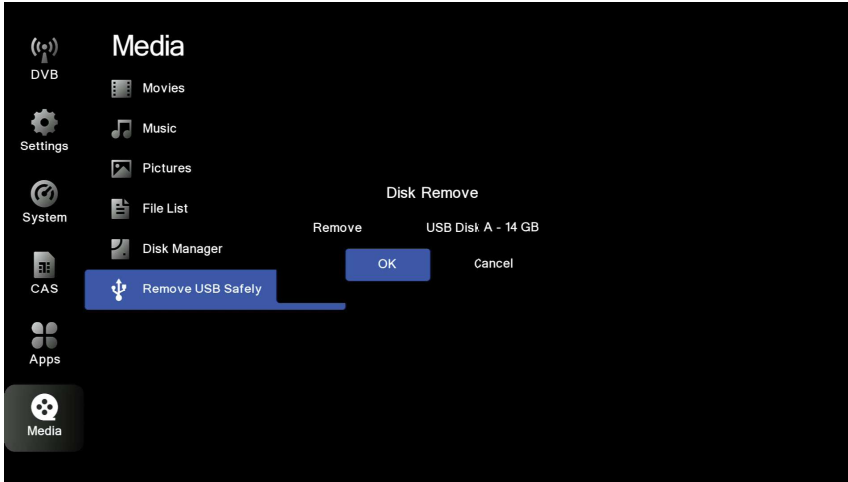 Media
DVB
Settings
System
CAS
Apps
Media
Movies
Music
Pictures
File List
Disk Manager
Remove USB Safely
Disk Remove
Remove USB Disk A - 14 GB
OK Cancel